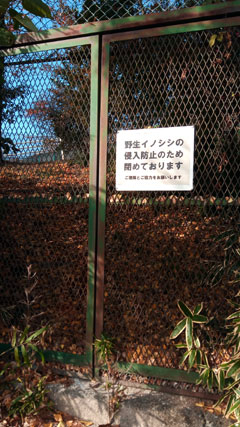 野生イノシシの
侵入防止のため
閉めております
ご理解とご協力をお願いします